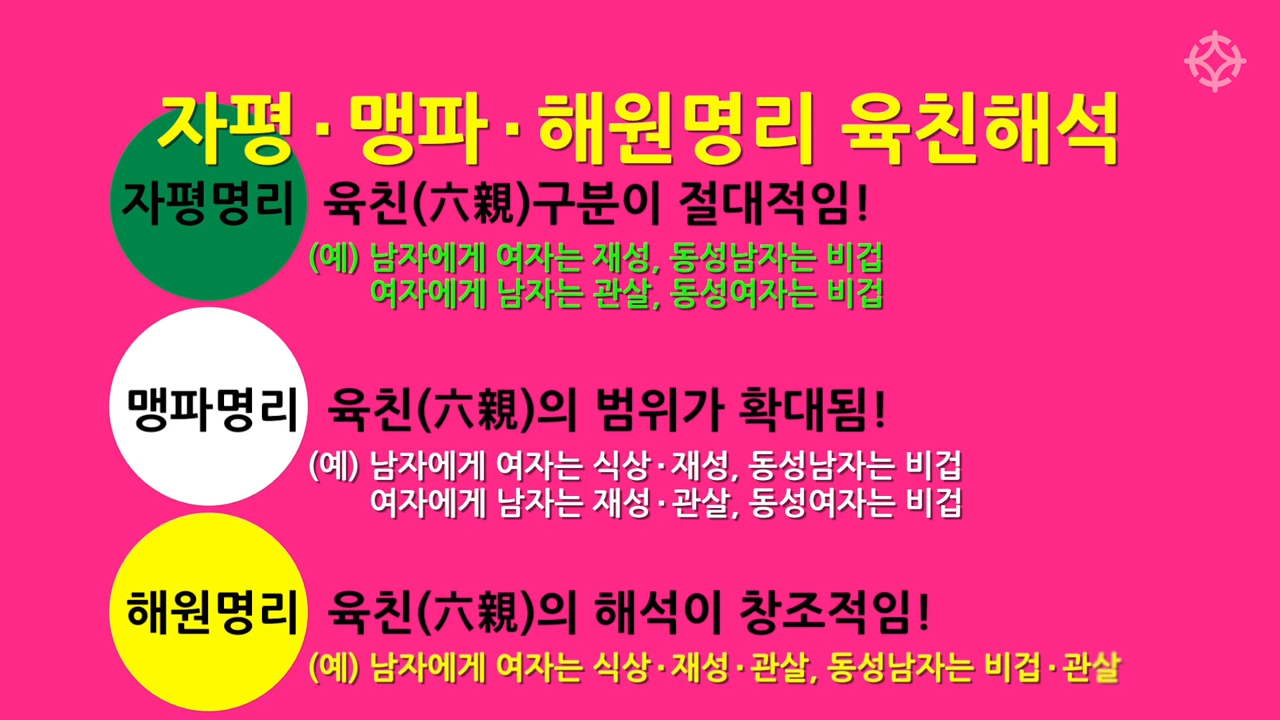 자평·맹파·해원명리 육친해석
자평명리 육친(六親)구분이 절대적임!
(예) 남자에게 여자는 재성, 동성남자는 비겁
여자에게 남자는 관살, 동성여자는 비겁
맹파명리 육친(六親)의 범위가 확대됨!
(예) 남자에게 여자는 식상·재성, 동성남자는 비겁
여자에게 남자는 재성·관살, 동성여자는 비겁
해원명리 육친(六親)의 해석이 창조적임!
(예) 남자에게 여자는 식상·재성·관살, 동성남자는 비겁·관살